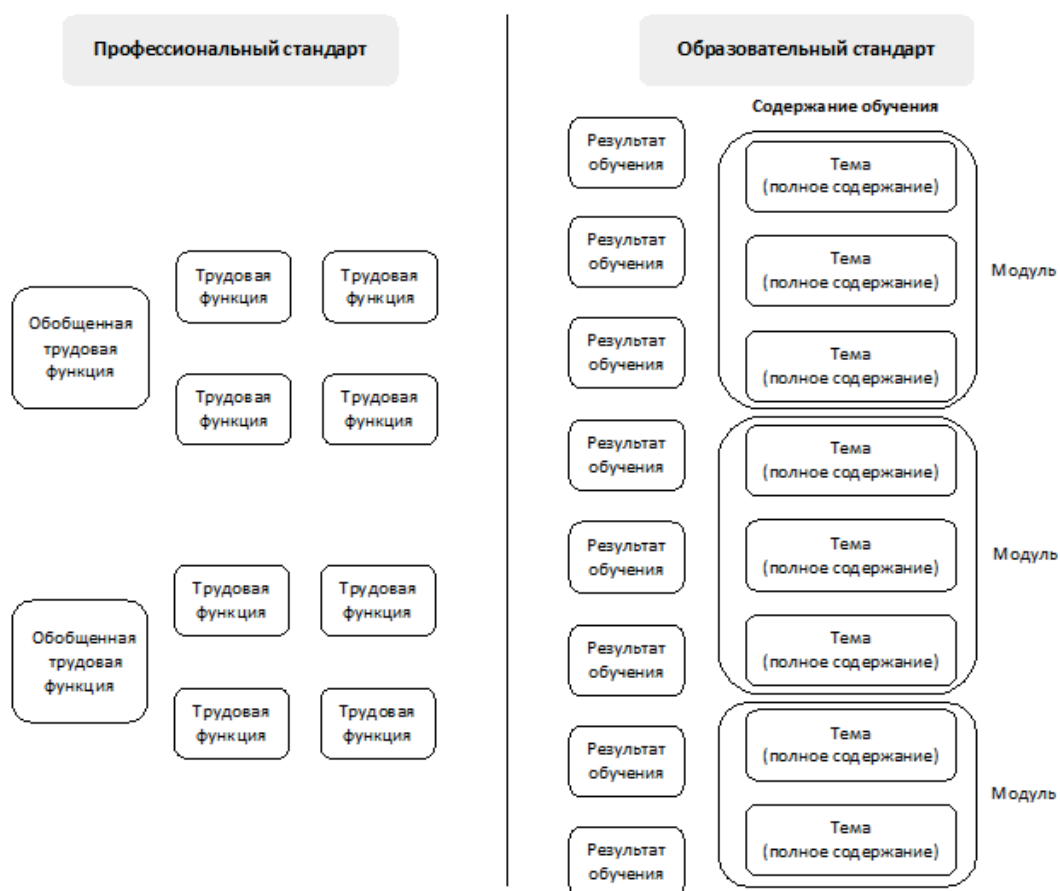 Профессиональный стандарт
Обобщенная
трудовая
функция
Трудовая
функция
Трудовая
функция
Трудовая
функция
Трудовая
функция
Обобщенная
трудовая
функция
Трудовая
функция
Трудовая
функция
Трудовая
функция
Трудовая
функция
Образовательный стандарт
Содержание обучения
Результат
обучения
Результат
обучения
Результат
обучения
Результат
обучения
Результат
обучения
Результат
обучения
Результат
обучения
Результат
обучения
Тема
(полное содержание)
Тема
(полное содержание)
Тема
(полное содержание)
Модуль
Тема
(полное содержание)
Тема
(полное содержание)
Тема
(полное содержание)
Модуль
Тема
(полное содержание)
Тема
(полное содержание)
Модуль